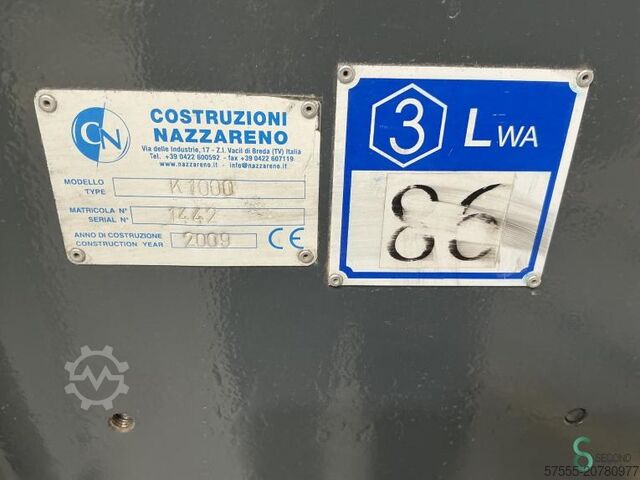 CN
COSTRUZIONI
NAZZARENO
Via delle Industrie, 17 - Z.I. Vacil di Breda (TV) Italia
Tel. +39 0422 600592 - fax +39 0422 607119
www.nazzareno.it - info@nazzareno.it
MODELLO
TYPE
K1000
MATRICOLA N°
SERIAL N°
1442
ANNO DI COSTRUZIONE
CONSTRUCTION YEAR
2009
CE
3 LWA
86
SECOND
57555-20780977